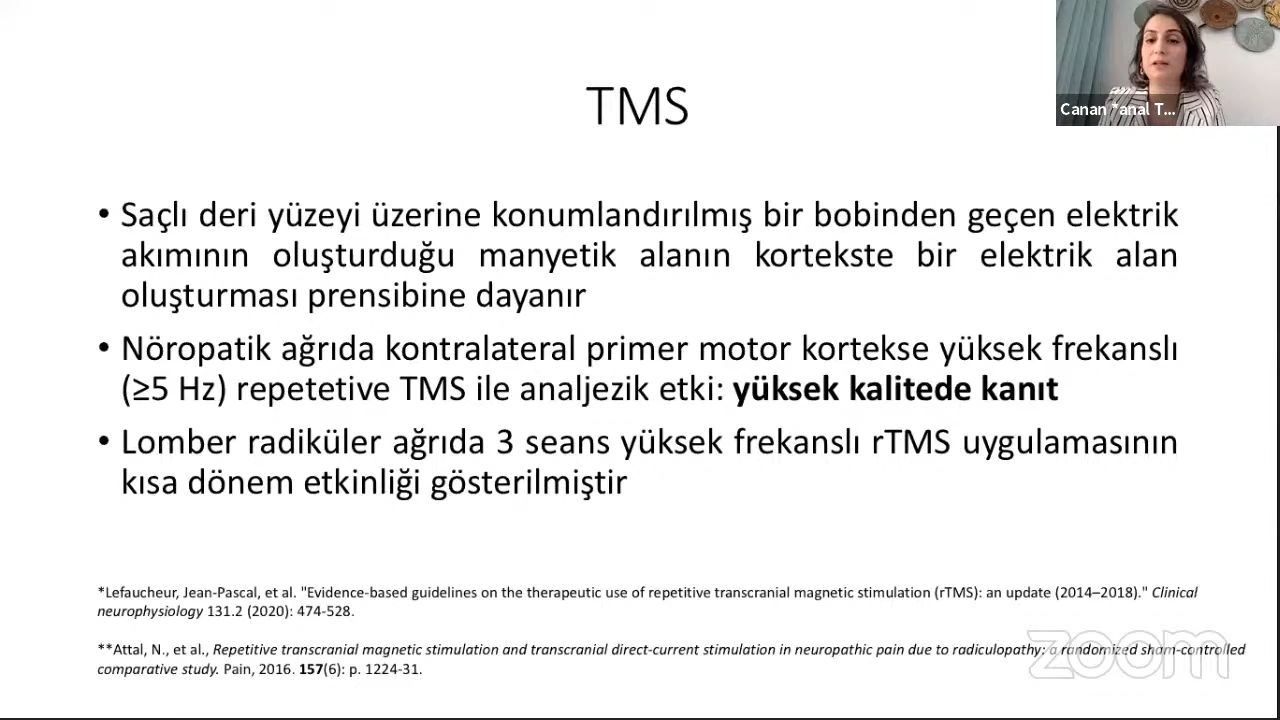 TMS
Canan *anal T...
• Saçlı deri yüzeyi üzerine konumlandırılmış bir bobinden geçen elektrik
akımının oluşturduğu manyetik alanın kortekste bir elektrik alan
oluşturması prensibine dayanır
• Nöropatik ağrıda kontralateral primer motor kortekse yüksek frekanslı
(≥5 Hz) repetetive TMS ile analjezik etki: yüksek kalitede kanıt
• Lomber radiküler ağrıda 3 seans yüksek frekanslı rTMS uygulamasının
kısa dönem etkinliği gösterilmiştir
*Lefaucheur, Jean-Pascal, et al. "Evidence-based guidelines on the therapeutic use of repetitive transcranial magnetic stimulation (rTMS): an update (2014–2018)." Clinical
neurophysiology 131.2 (2020): 474-528.
**Attal, N., et al., Repetitive transcranial magnetic stimulation and transcranial direct-current stimulation in neuropathic pain due to radiculopathy: a randomized sham-controlled
comparative study. Pain, 2016. 157(6): p. 1224-31.
zoom